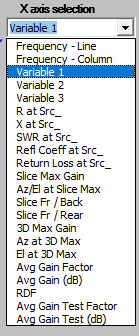 X axis selection
Variable 1
Frequency - Line
Frequency - Column
Variable 1
Variable 2
Variable 3
R at Src_
X at Src_
SWR at Src_
Refl Coeff at Src_
Return Loss at Src_
Slice Max Gain
Az/El at Slice Max
Slice Fr / Back
Slice Fr / Rear
3D Max Gain
Az at 3D Max
El at 3D Max
Avg Gain Factor
Avg Gain (dB)
RDF
Avg Gain Test Factor
Avg Gain Test (dB)